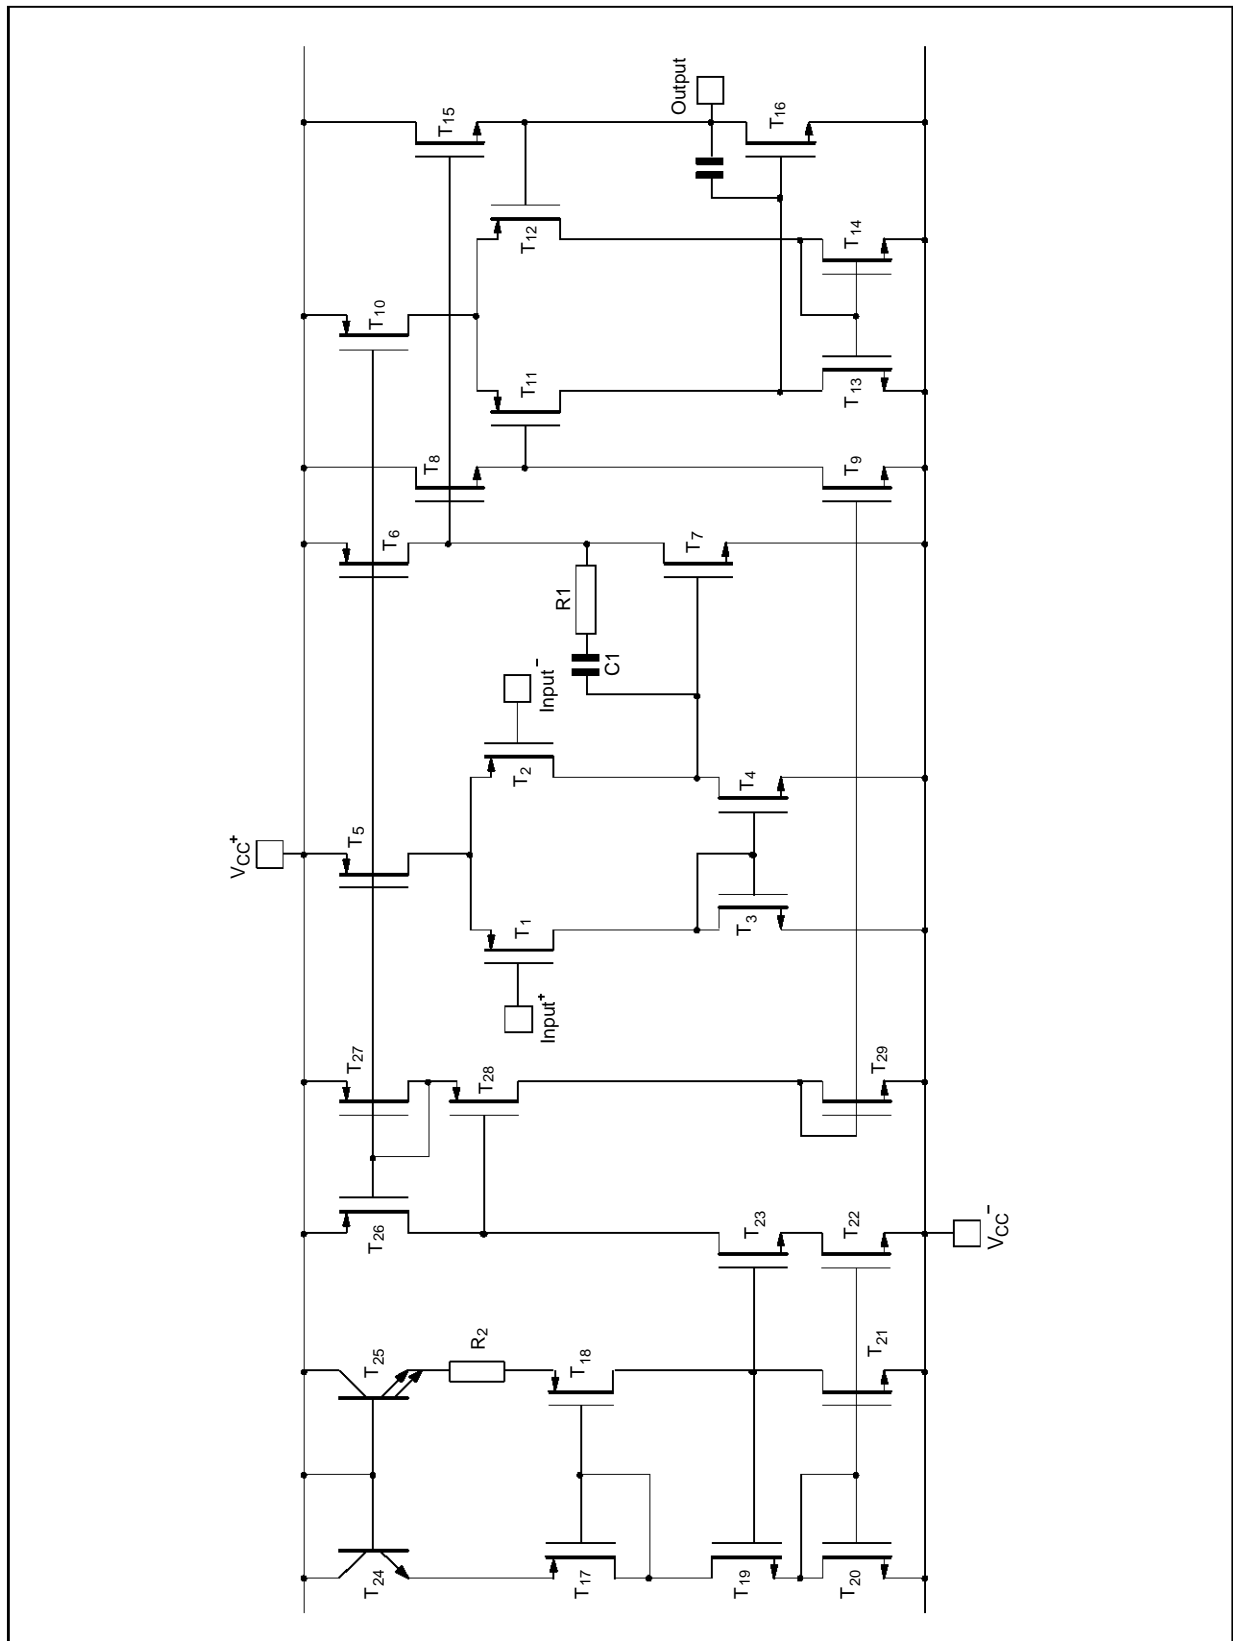 Output
T15
T16
T12
T14
T10
T11
T13
T8
T9
T6
T7
R1
C1
Input-
T2
T4
VCC+
T5
T1
T3
Input+
T27
T28
T29
T26
T23
T22
VCC-
R2
T25
T18
T21
T24
T17
T19
T20